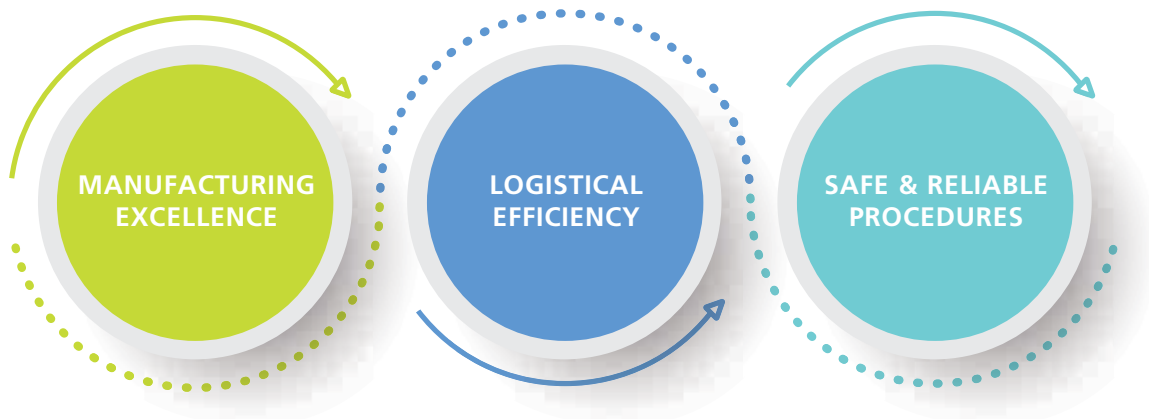 MANUFACTURING
EXCELLENCE
LOGISTICAL
EFFICIENCY
SAFE & RELIABLE
PROCEDURES